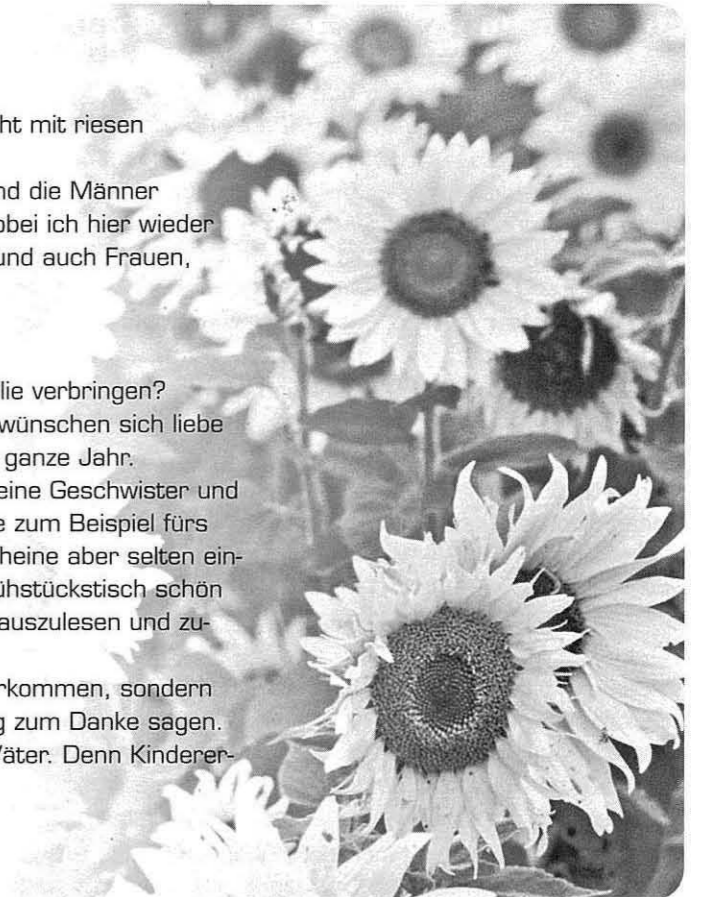 ht mit riesen
nd die Männer
obei ich hier wieder
und auch Frauen,
lie verbringen?
wünschen sich liebe
ganze Jahr.
eine Geschwister und
e zum Beispiel fürs
heine aber selten ein-
ühstückstisch schön
auszulesen und zu-
rkommen, sondern
g zum Danke sagen.
Väter. Denn Kinderer-